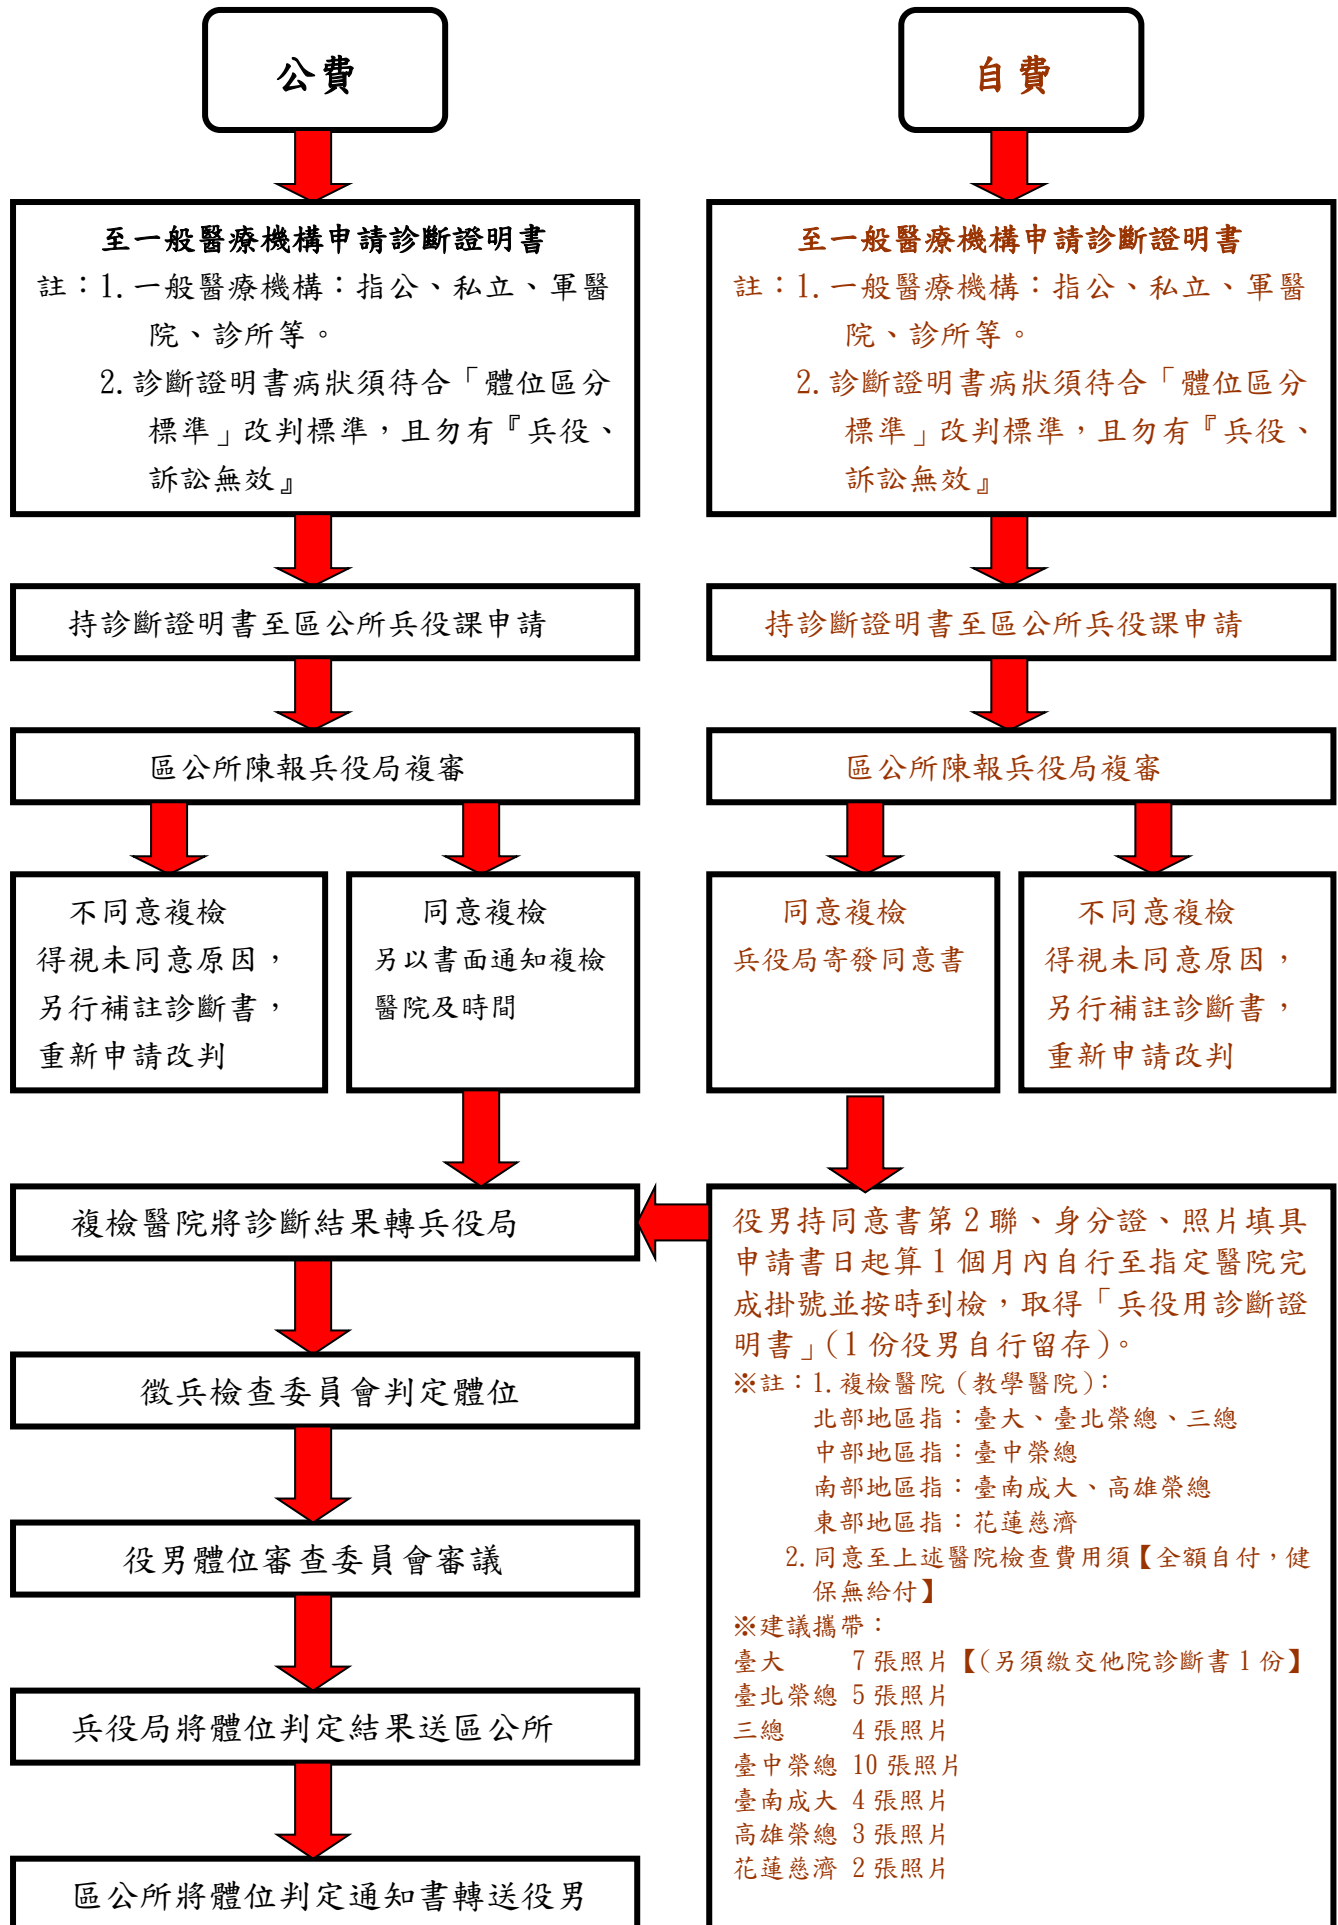 公費
至一般醫療機構申請診斷證明書
註：1.一般醫療機構：指公、私立、軍醫
院、診所等。
2.診斷證明書病狀須待合「體位區分
標準」改判標準，且勿有『兵役、
訴訟無效』
持診斷證明書至區公所兵役課申請
區公所陳報兵役局複審
不同意複檢
得視未同意原因，
另行補註診斷書，
重新申請改判
同意複檢
另以書面通知複檢
醫院及時間
複檢醫院將診斷結果轉兵役局
徵兵檢查委員會判定體位
役男體位審查委員會審議
兵役局將體位判定結果送區公所
區公所將體位判定通知書轉送役男
自費
至一般醫療機構申請診斷證明書
註：1.一般醫療機構：指公、私立、軍醫
院、診所等。
2.診斷證明書病狀須待合「體位區分
標準」改判標準，且勿有『兵役、
訴訟無效』
持診斷證明書至區公所兵役課申請
區公所陳報兵役局複審
同意複檢
兵役局寄發同意書
不同意複檢
得視未同意原因，
另行補註診斷書，
重新申請改判
役男持同意書第2聯、身分證、照片填具
申請書日起算1個月內自行至指定醫院完
成掛號並按時到檢，取得「兵役用診斷證
明書」(1份役男自行留存)。
※註：1.複檢醫院（教學醫院）：
北部地區指：臺大、臺北榮總、三總
中部地區指：臺中榮總
南部地區指：臺南成大、高雄榮總
東部地區指：花蓮慈濟
2.同意至上述醫院檢查費用須【全額自付，健
保無給付】
※建議攜帶：
臺大 7張照片【(另須繳交他院診斷書1份】
臺北榮總 5張照片
三總 4張照片
臺中榮總 10張照片
臺南成大 4張照片
高雄榮總 3張照片
花蓮慈濟 2張照片